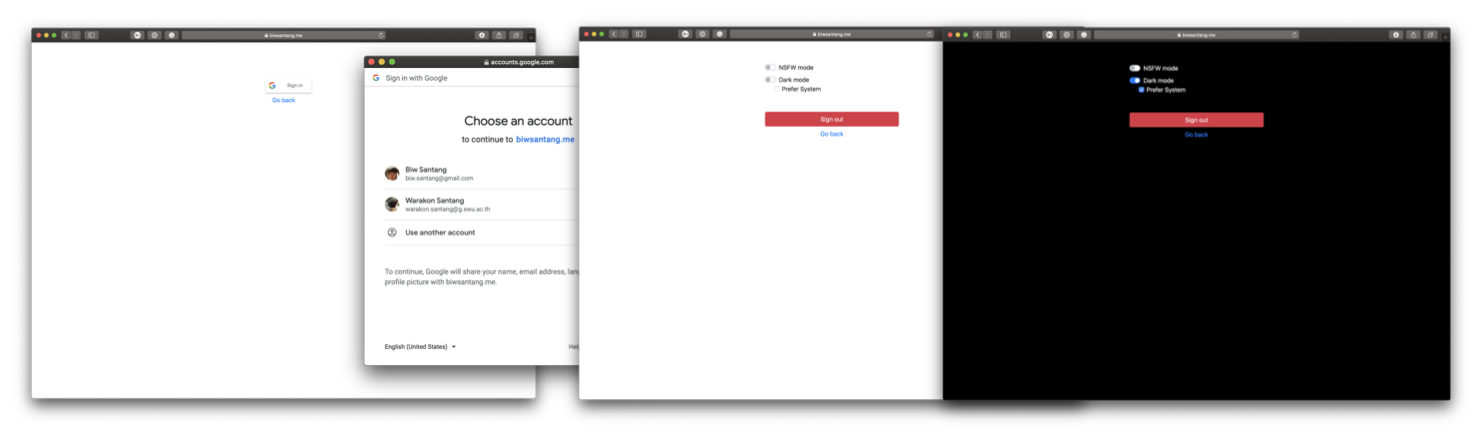 biwsantang.me
Sign in
Go back
accounts.google.com
Sign in with Google
Choose an account
to continue to biwsantang.me
Biw Santang
biw.santang@gmail.com
Warakon Santang
warakon.santang@g.swu.ac.th
Use another account
To continue, Google will share your name, email address, lang
profile picture with biwsantang.me.
English (United States)
Hel
biwsantang.me
NSFW mode
Dark mode
Prefer System
Sign out
Go back
biwsantang.me
NSFW mode
Dark mode
Prefer System
Sign out
Go back